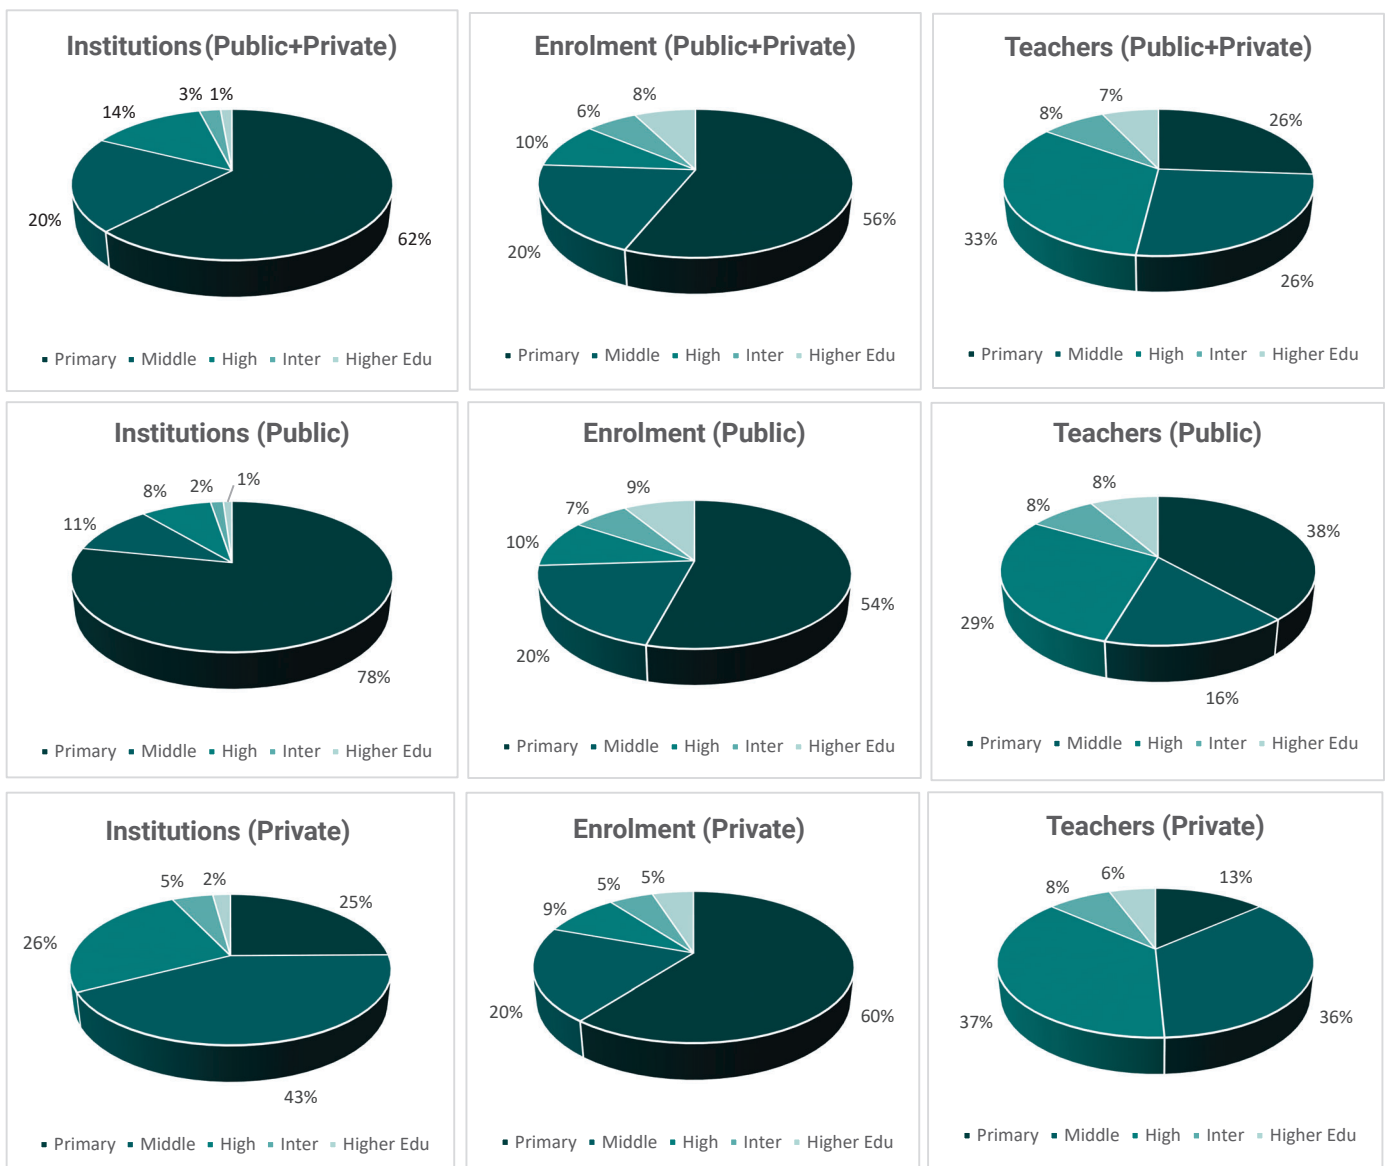 Institutions (Public+Private)
3% 1%
14%
20%
62%
▪ Primary ▪ Middle ▪ High ▪ Inter ▪ Higher Edu
Enrolment (Public+Private)
8%
6%
10%
56%
20%
▪ Primary ▪ Middle ▪ High ▪ Inter ▪ Higher Edu
Teachers (Public+Private)
7%
8%
26%
33%
26%
▪ Primary ▪ Middle ▪ High ▪ Inter ▪ Higher Edu
Institutions (Public)
8% 2% 1%
11%
78%
▪ Primary ▪ Middle ▪ High ▪ Inter ▪ Higher Edu
Enrolment (Public)
9%
7%
10%
54%
20%
▪ Primary ▪ Middle ▪ High ▪ Inter ▪ Higher Edu
Teachers (Public)
8%
8%
38%
29%
16%
▪ Primary ▪ Middle ▪ High ▪ Inter ▪ Higher Edu
Institutions (Private)
5% 2%
25%
26%
43%
▪ Primary ▪ Middle ▪ High ▪ Inter ▪ Higher Edu
Enrolment (Private)
5% 5%
9%
20%
60%
▪ Primary ▪ Middle ▪ High ▪ Inter ▪ Higher Edu
Teachers (Private)
6%
8%
13%
37%
36%
▪ Primary ▪ Middle ▪ High ▪ Inter ▪ Higher Edu